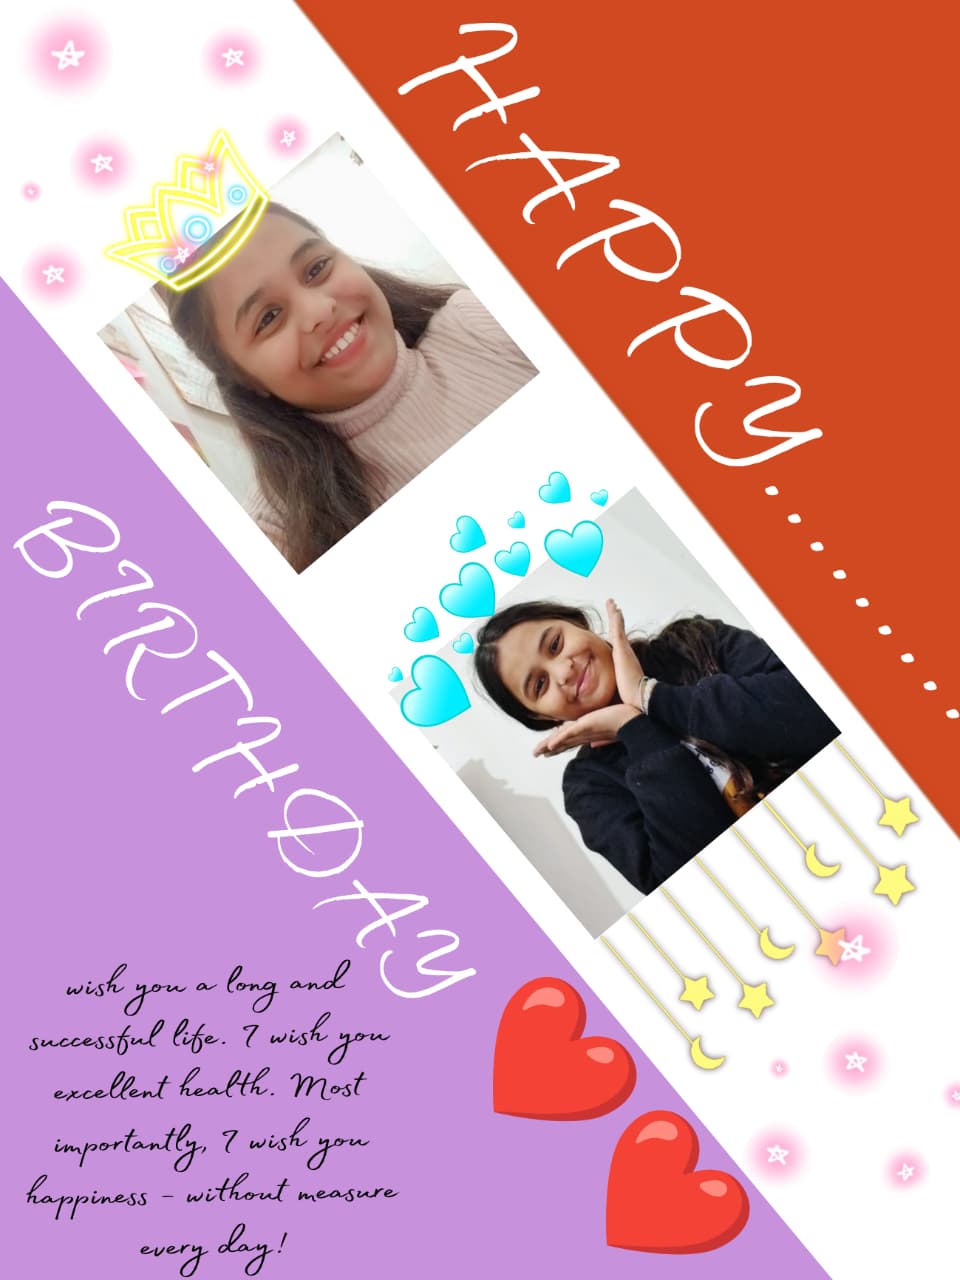 HAPPY.........
BIRTHDAY
wish you a long and
successful life. I wish you
excellent health. Most
importantly, I wish you
happiness - without measure
every day!